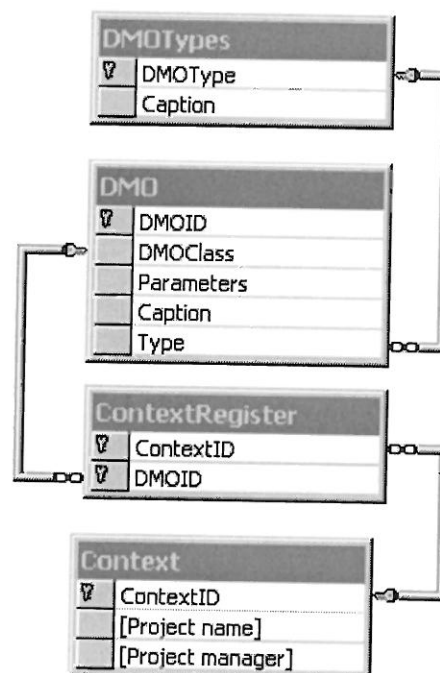 DMOTypes
DMOType
Caption
DMO
DMOID
DMOClass
Parameters
Caption
Type
ContextRegister
ContextID
DMOID
Context
ContextID
[Project name]
[Project manager]